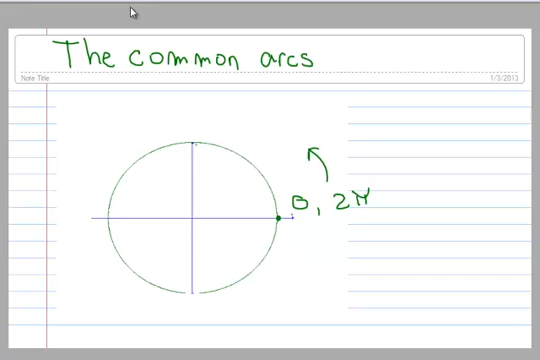 The common arcs
Note Title
1/3/2013
0, 2π